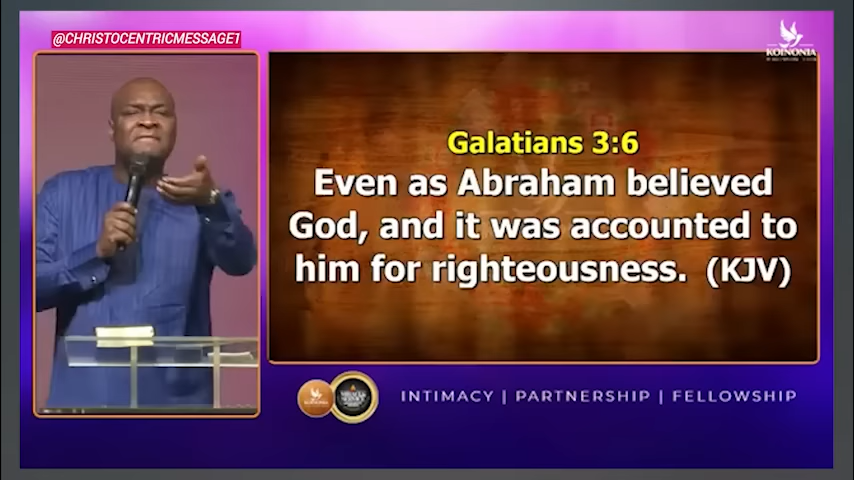 @CHRISTOCENTRICMESSAGE1
KOINONIA
Galatians 3:6
Even as Abraham believed
God, and it was accounted to
him for righteousness. (KJV)
INTIMACY | PARTNERSHIP | FELLOWSHIP